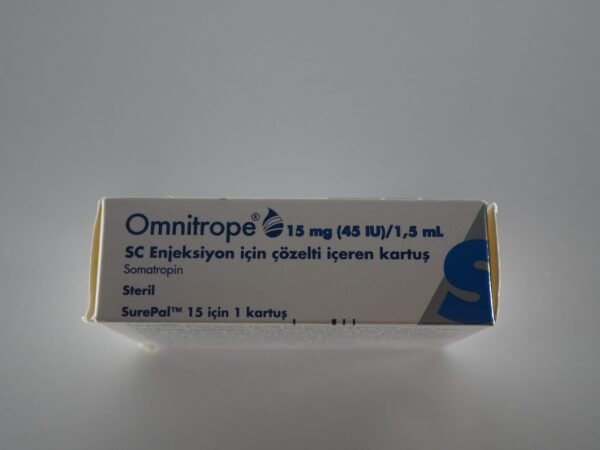 Omnitrope® 15 mg (45 IU)/1,5 mL
SC Enjeksiyon için çözelti içeren kartuş
Somatropin
Steril
SurePal™ 15 için 1 kartuş
S